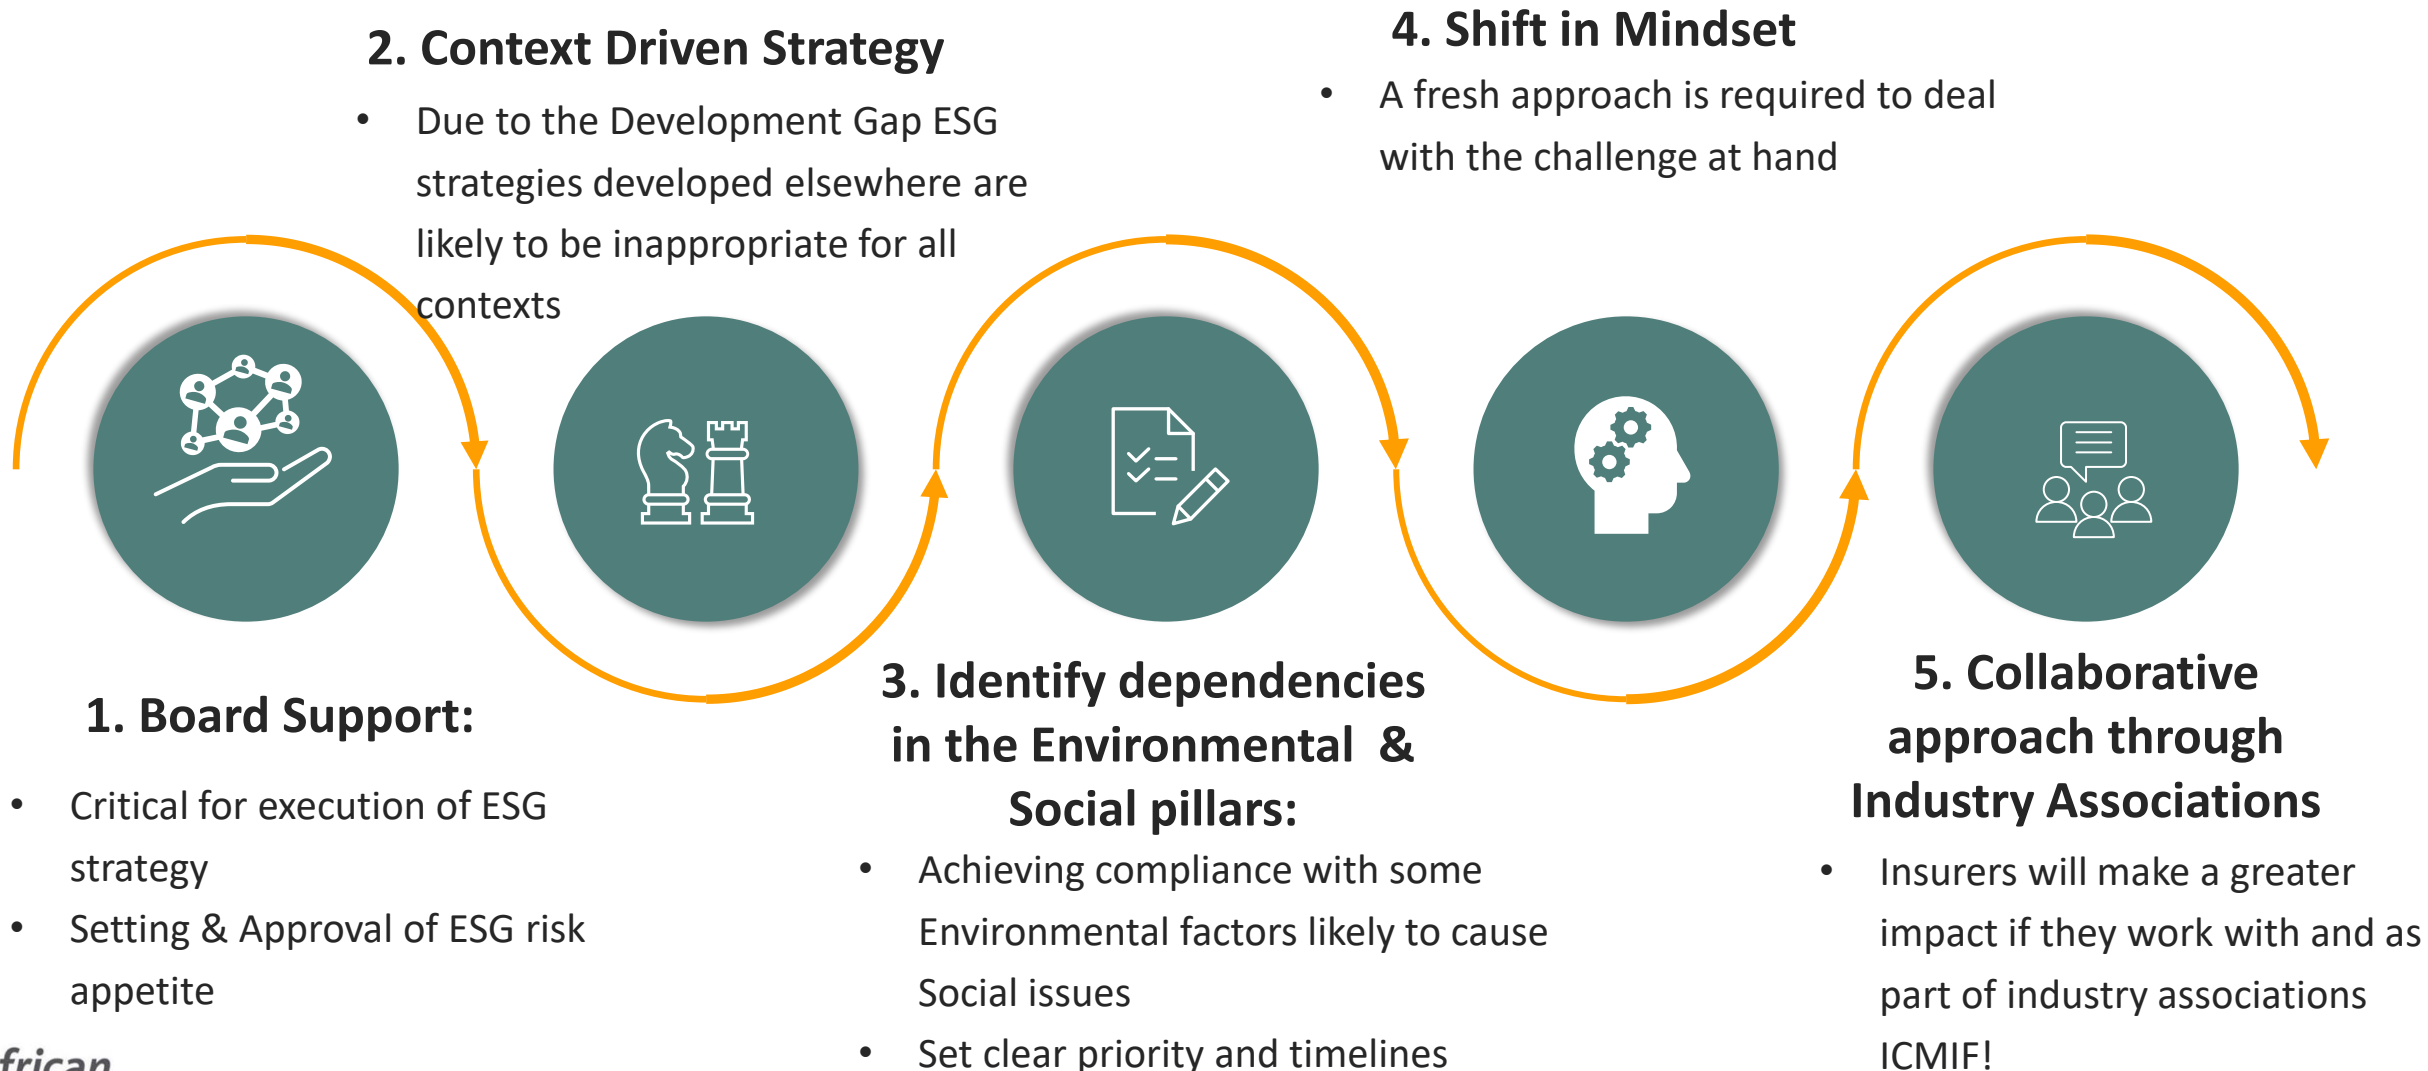 2. Context Driven Strategy
• Due to the Development Gap ESG
strategies developed elsewhere are
likely to be inappropriate for all
contexts
4. Shift in Mindset
• A fresh approach is required to deal
with the challenge at hand
1. Board Support:
• Critical for execution of ESG
strategy
• Setting & Approval of ESG risk
appetite
3. Identify dependencies
in the Environmental &
Social pillars:
• Achieving compliance with some
Environmental factors likely to cause
Social issues
• Set clear priority and timelines
5. Collaborative
approach through
Industry Associations
• Insurers will make a greater
impact if they work with and as
part of industry associations
ICMIF!